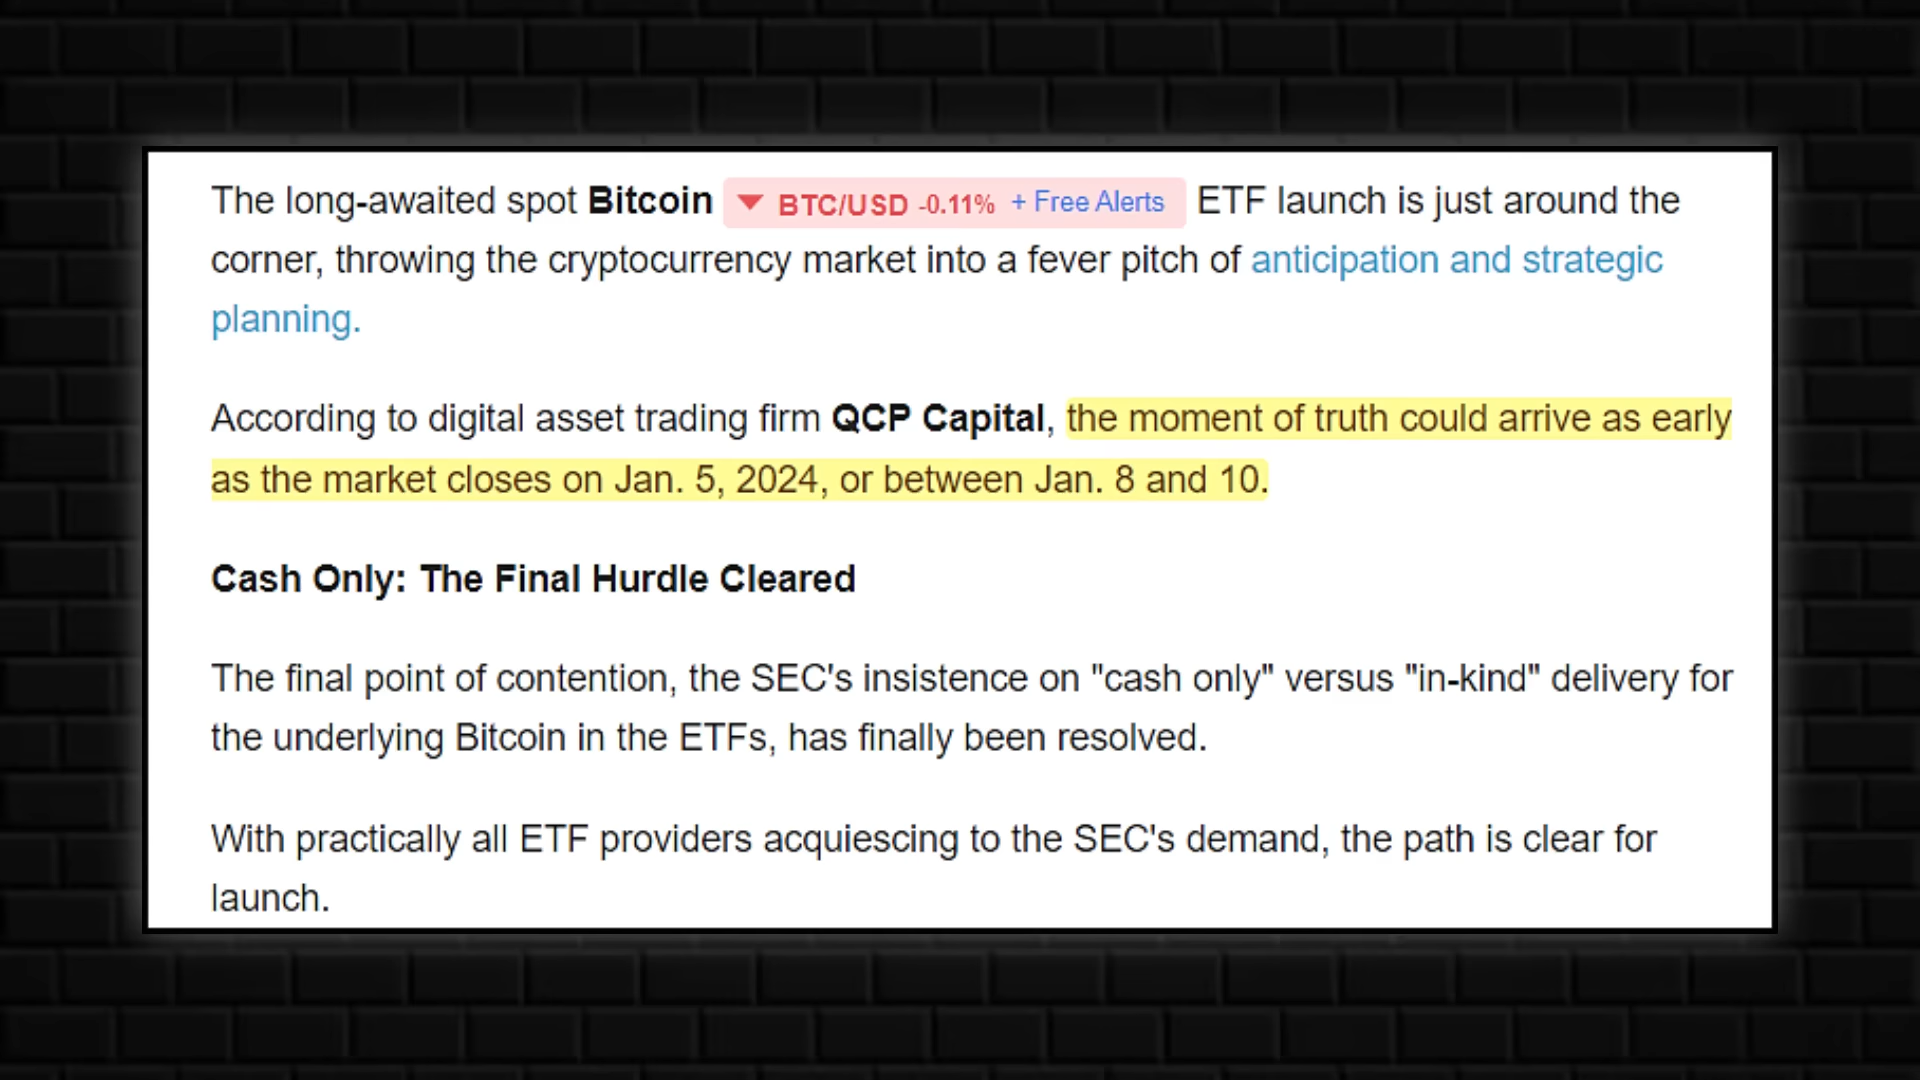 The long-awaited spot Bitcoin ▼ BTC/USD -0.11% + Free Alerts ETF launch is just around the
corner, throwing the cryptocurrency market into a fever pitch of anticipation and strategic
planning.
According to digital asset trading firm QCP Capital, the moment of truth could arrive as early
as the market closes on Jan. 5, 2024, or between Jan. 8 and 10.
Cash Only: The Final Hurdle Cleared
The final point of contention, the SEC's insistence on "cash only" versus "in-kind" delivery for
the underlying Bitcoin in the ETFs, has finally been resolved.
With practically all ETF providers acquiescing to the SEC's demand, the path is clear for
launch.